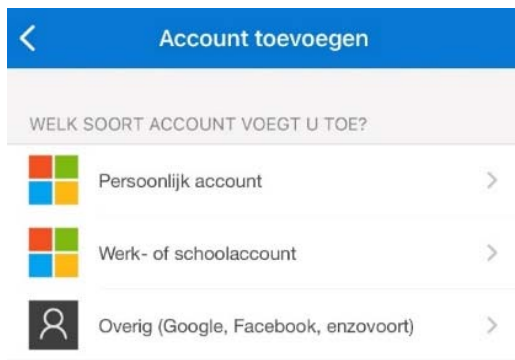 Account toevoegen
WELK SOORT ACCOUNT VOEGT U TOE?
Persoonlijk account
Werk- of schoolaccount
Overig (Google, Facebook, enzovoort)